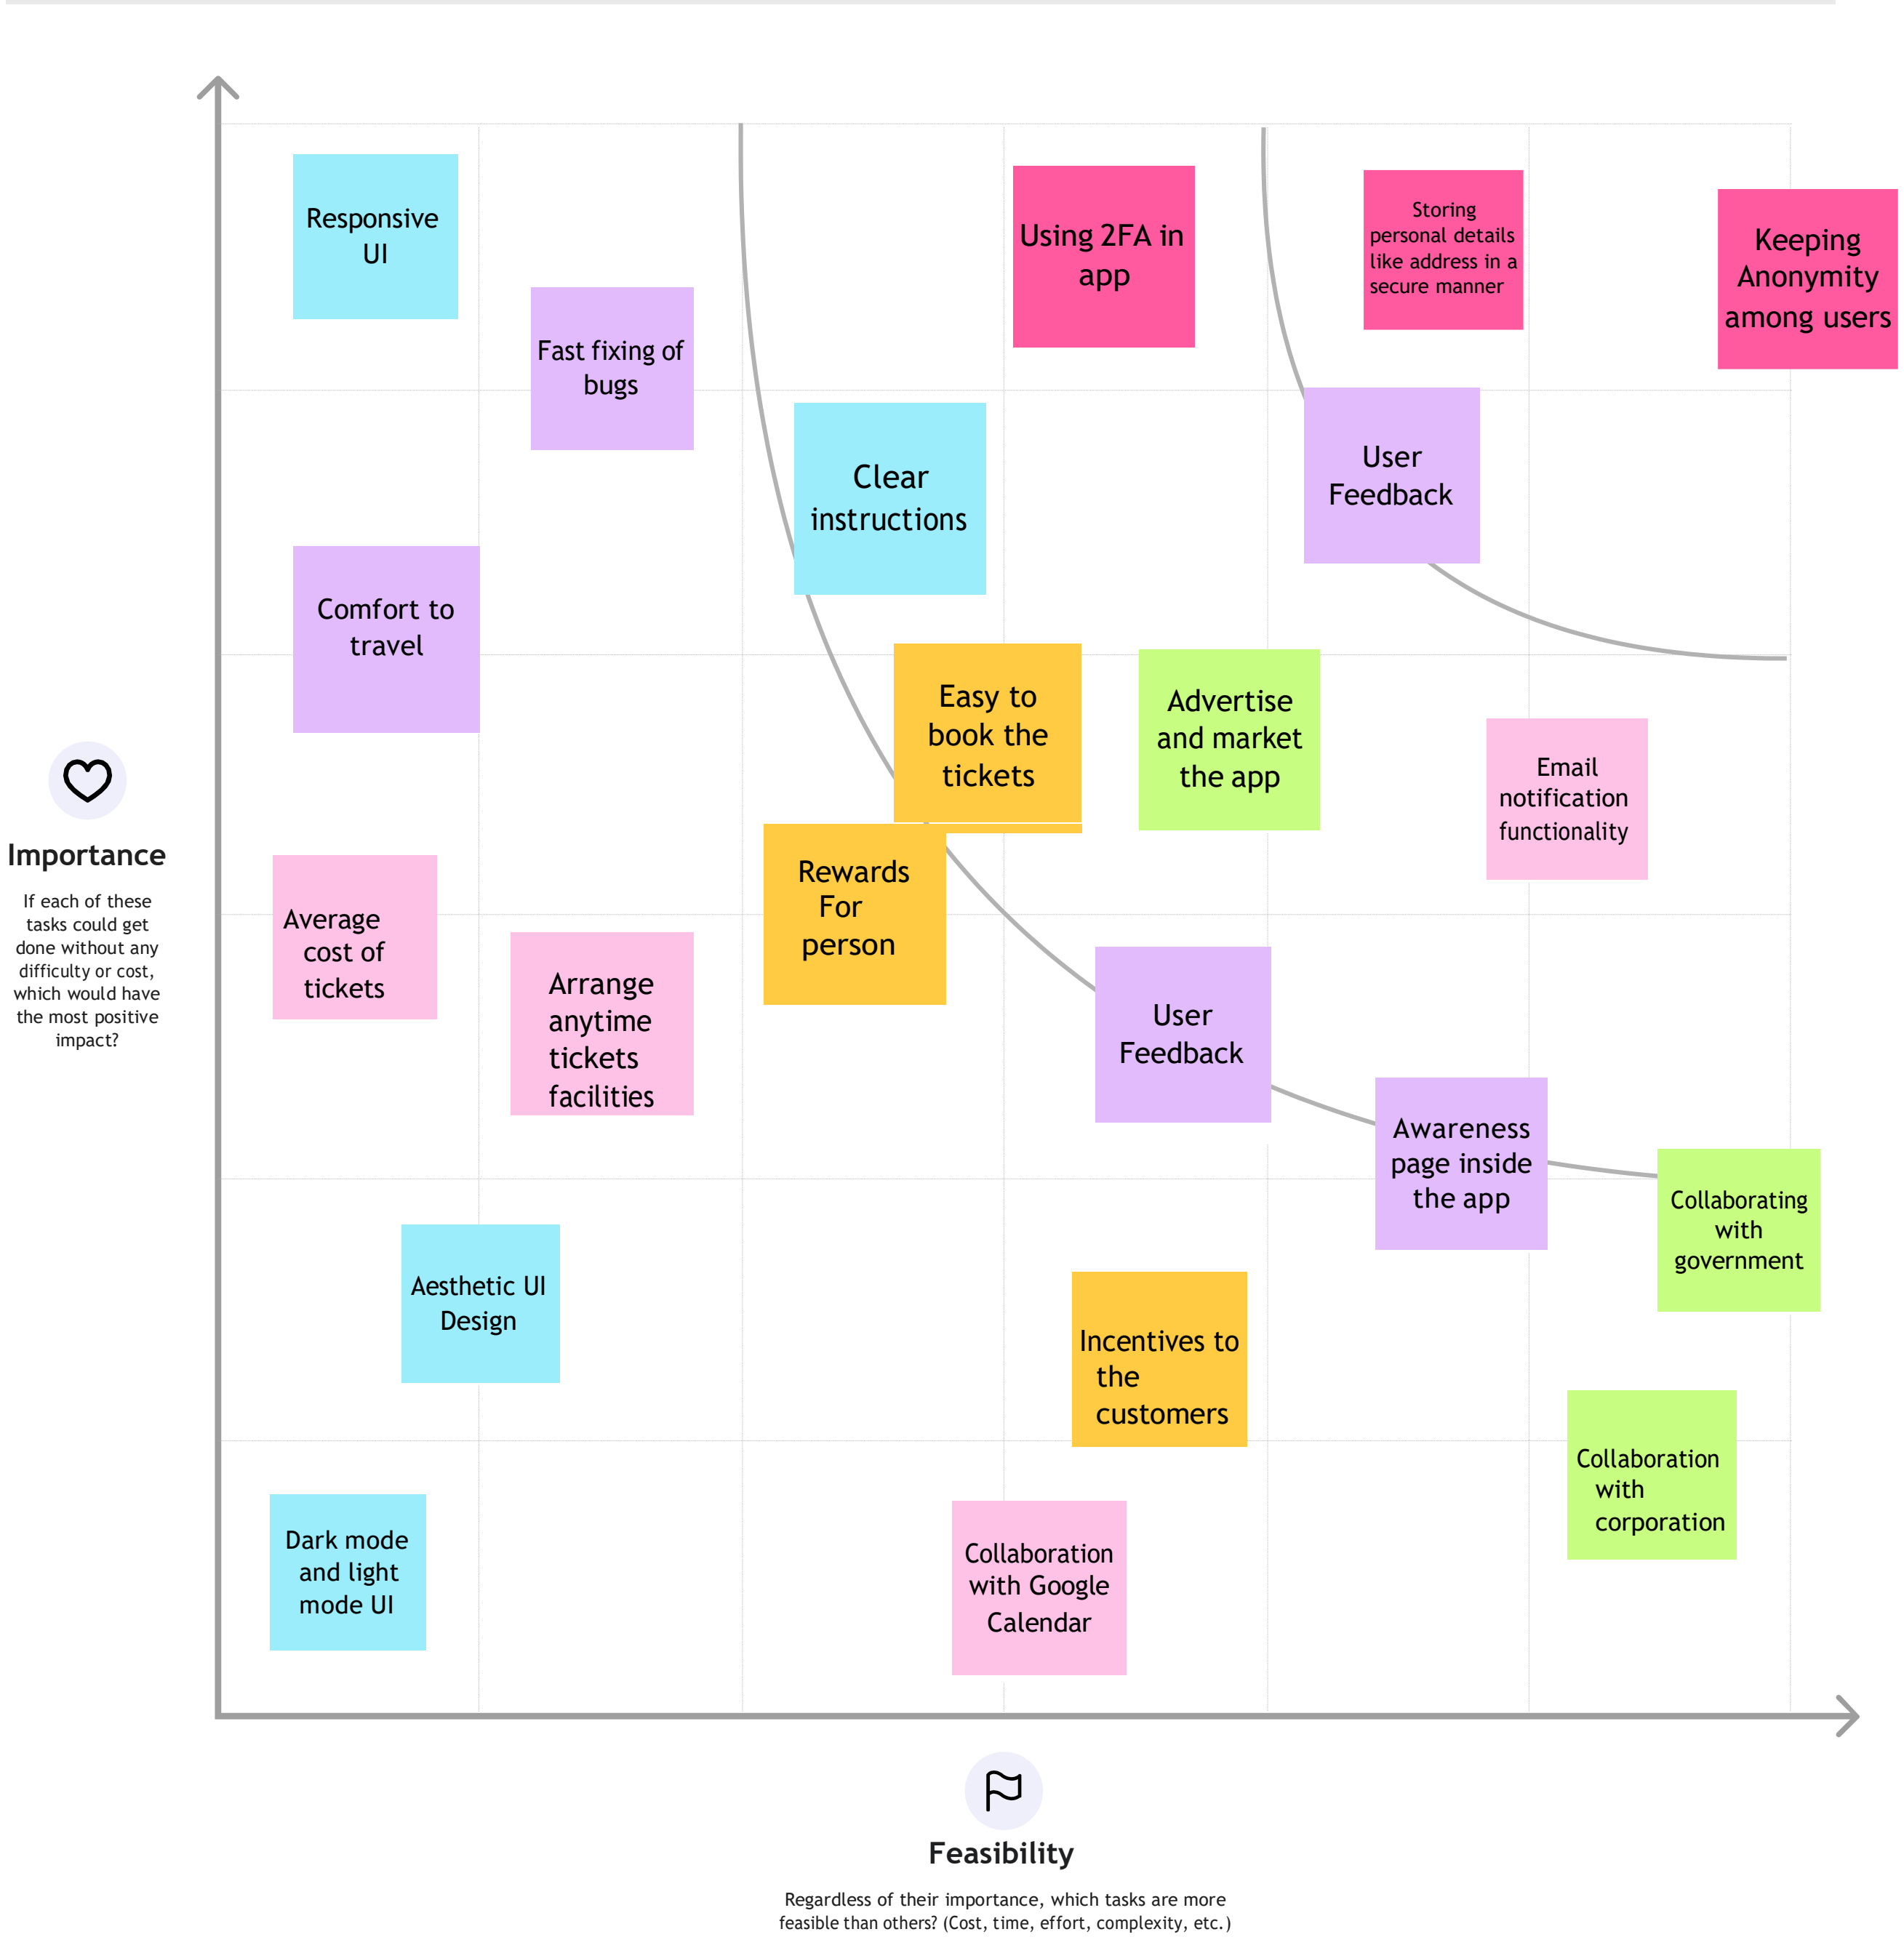 Responsive
UI
Using 2FA in
app
Storing
personal details
like address in a
secure manner
Keeping
Anonymity
among users
Fast fixing of
bugs
Clear
instructions
User
Feedback
Comfort to
travel
Easy to
book the
tickets
Advertise
and market
the app
Email
notification
functionality
Importance
If each of these
tasks could get
done without any
difficulty or cost,
which would have
the most positive
impact?
Average
cost of
tickets
Rewards
For
person
Arrange
anytime
tickets
facilities
User
Feedback
Awareness
page inside
the app
Collaborating
with
government
Aesthetic UI
Design
Incentives to
the
customers
Collaboration
with
corporation
Dark mode
and light
mode UI
Collaboration
with Google
Calendar
Feasibility
Regardless of their importance, which tasks are more
feasible than others? (Cost, time, effort, complexity, etc.)